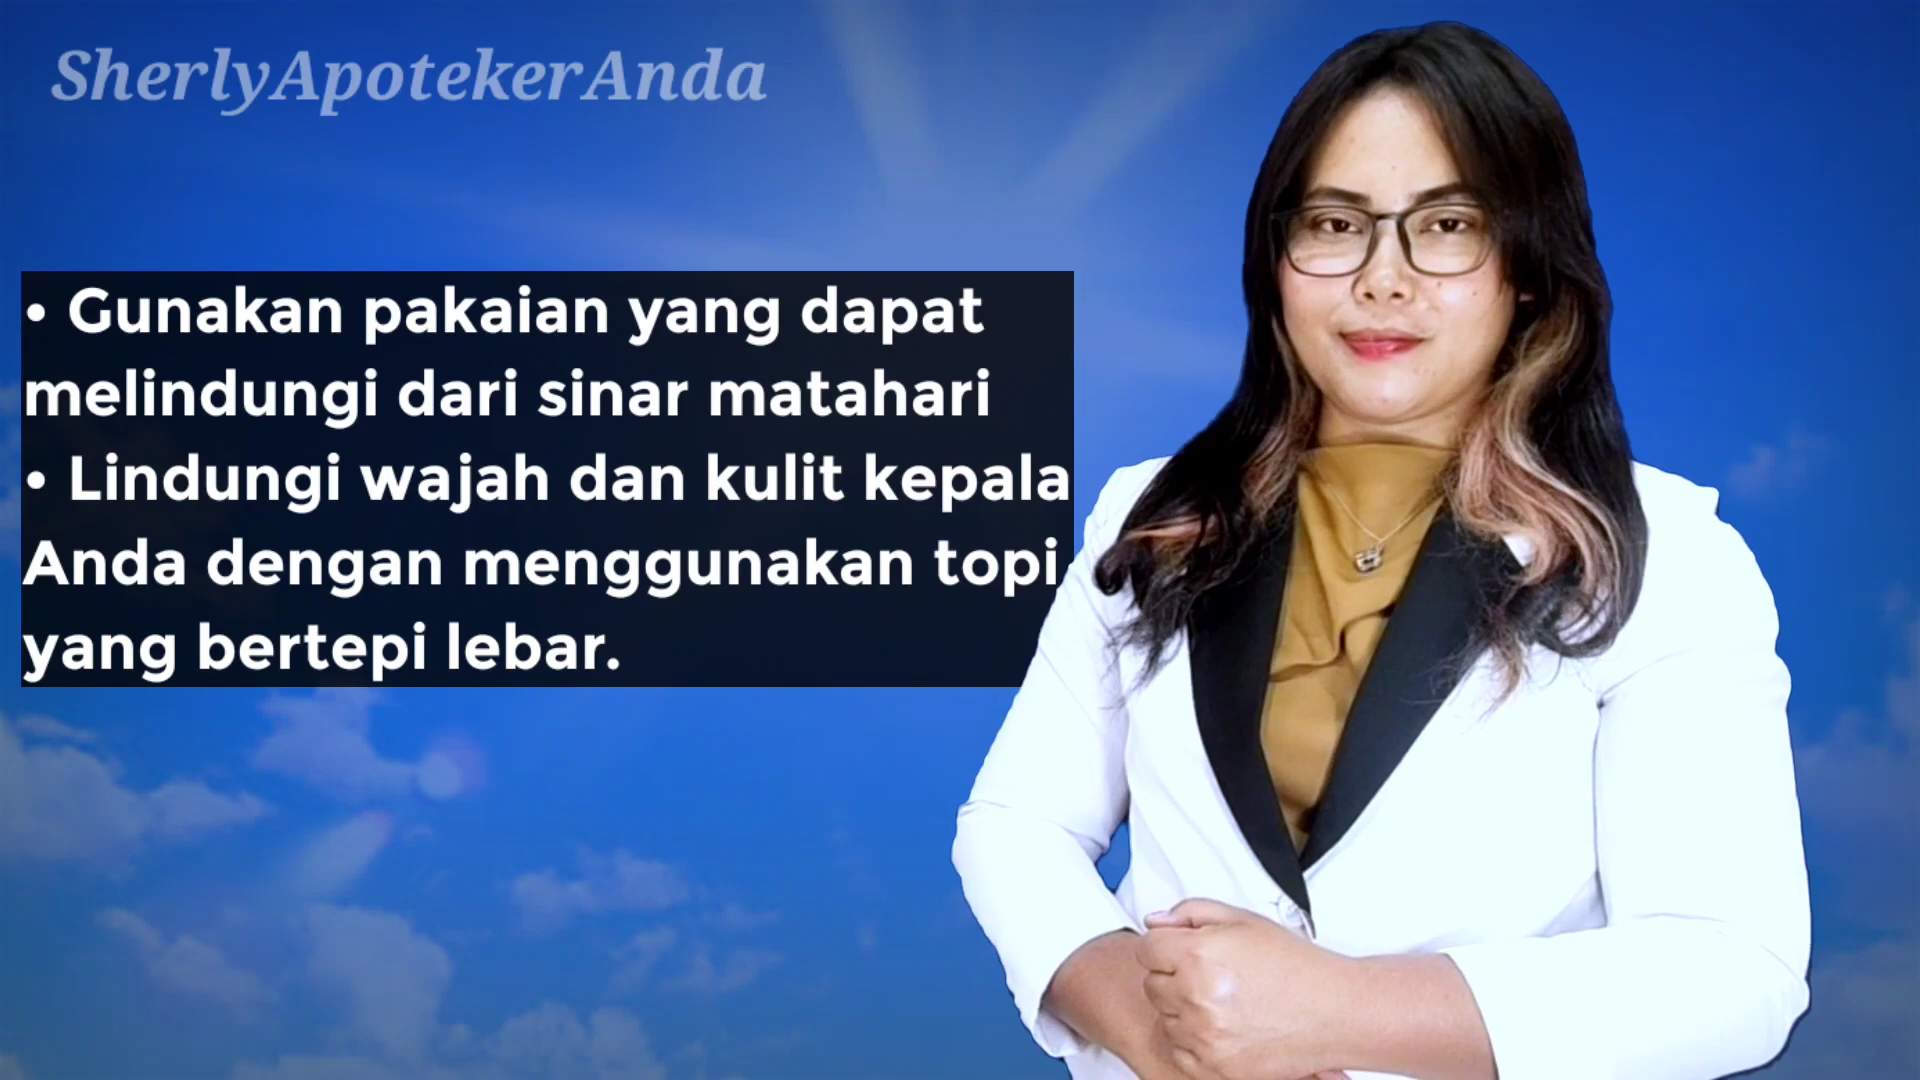 SherlyApotekerAnda
• Gunakan pakaian yang dapat
melindungi dari sinar matahari
• Lindungi wajah dan kulit kepala
Anda dengan menggunakan topi
yang bertepi lebar.